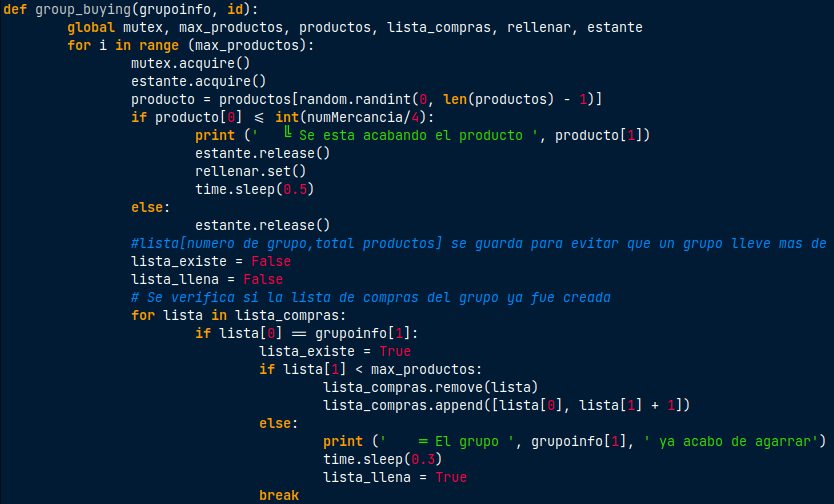 def group_buying(grupoinfo, id):
global mutex, max_productos, productos, lista_compras, rellenar, estante
for i in range (max_productos):
mutex.acquire()
estante.acquire()
producto = productos[random.randint(0, len(productos) - 1)]
if producto[0] <= int(numMercancia/4):
print ('   ╚ Se esta acabando el producto ', producto[1])
estante.release()
rellenar.set()
time.sleep(0.5)
else:
estante.release()
#lista[numero de grupo,total productos] se guarda para evitar que un grupo lleve mas de
lista_existe = False
lista_llena = False
# Se verifica si la lista de compras del grupo ya fue creada
for lista in lista_compras:
if lista[0] == grupoinfo[1]:
lista_existe = True
if lista[1] < max_productos:
lista_compras.remove(lista)
lista_compras.append([lista[0], lista[1] + 1])
else:
print ('    = El grupo ', grupoinfo[1], ' ya acabo de agarrar')
time.sleep(0.3)
lista_llena = True
break